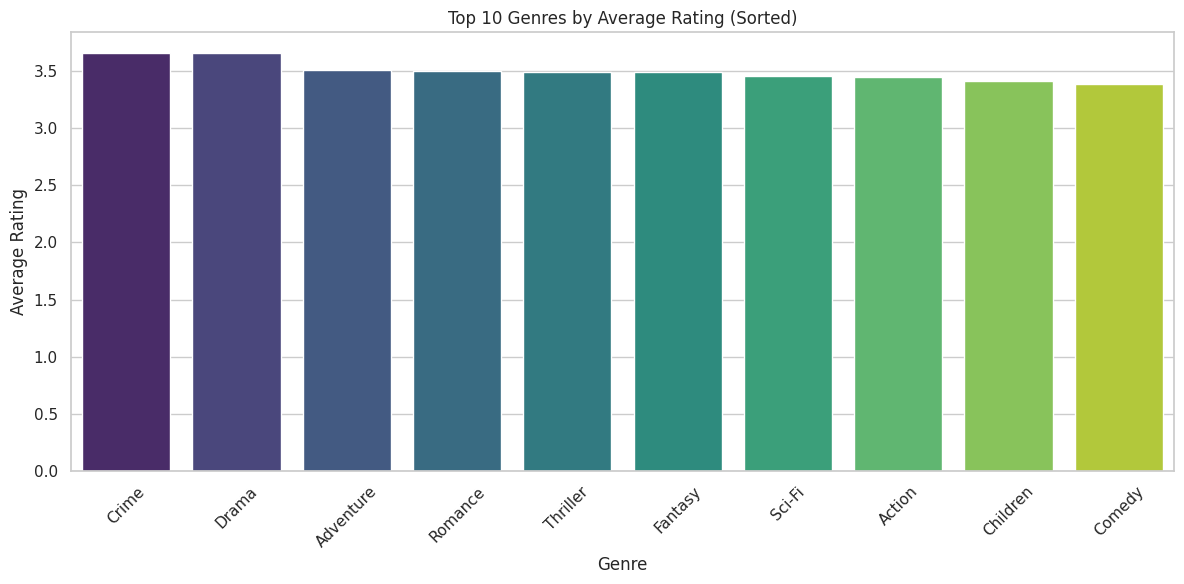 Top 10 Genres by Average Rating (Sorted)
Average Rating
3.5
3.0
2.5
2.0
1.5
1.0
0.5
0.0
Crime
Drama
Adventure
Romance
Thriller
Fantasy
Sci-Fi
Action
Children
Comedy
Genre